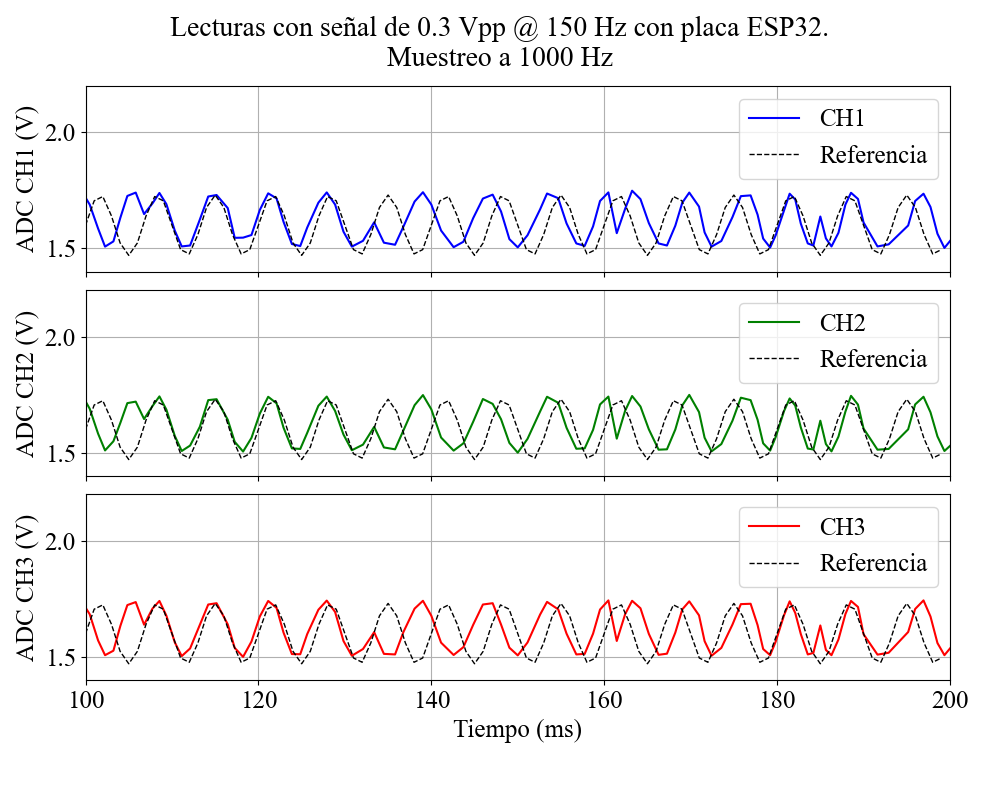 Lecturas con señal de 0.3 Vpp @ 150 Hz con placa ESP32.
Muestreo a 1000 Hz
ADC CH1 (V)
2.0
1.5
CH1
Referencia
ADC CH2 (V)
2.0
1.5
CH2
Referencia
ADC CH3 (V)
2.0
1.5
CH3
Referencia
100 120 140 160 180 200
Tiempo (ms)